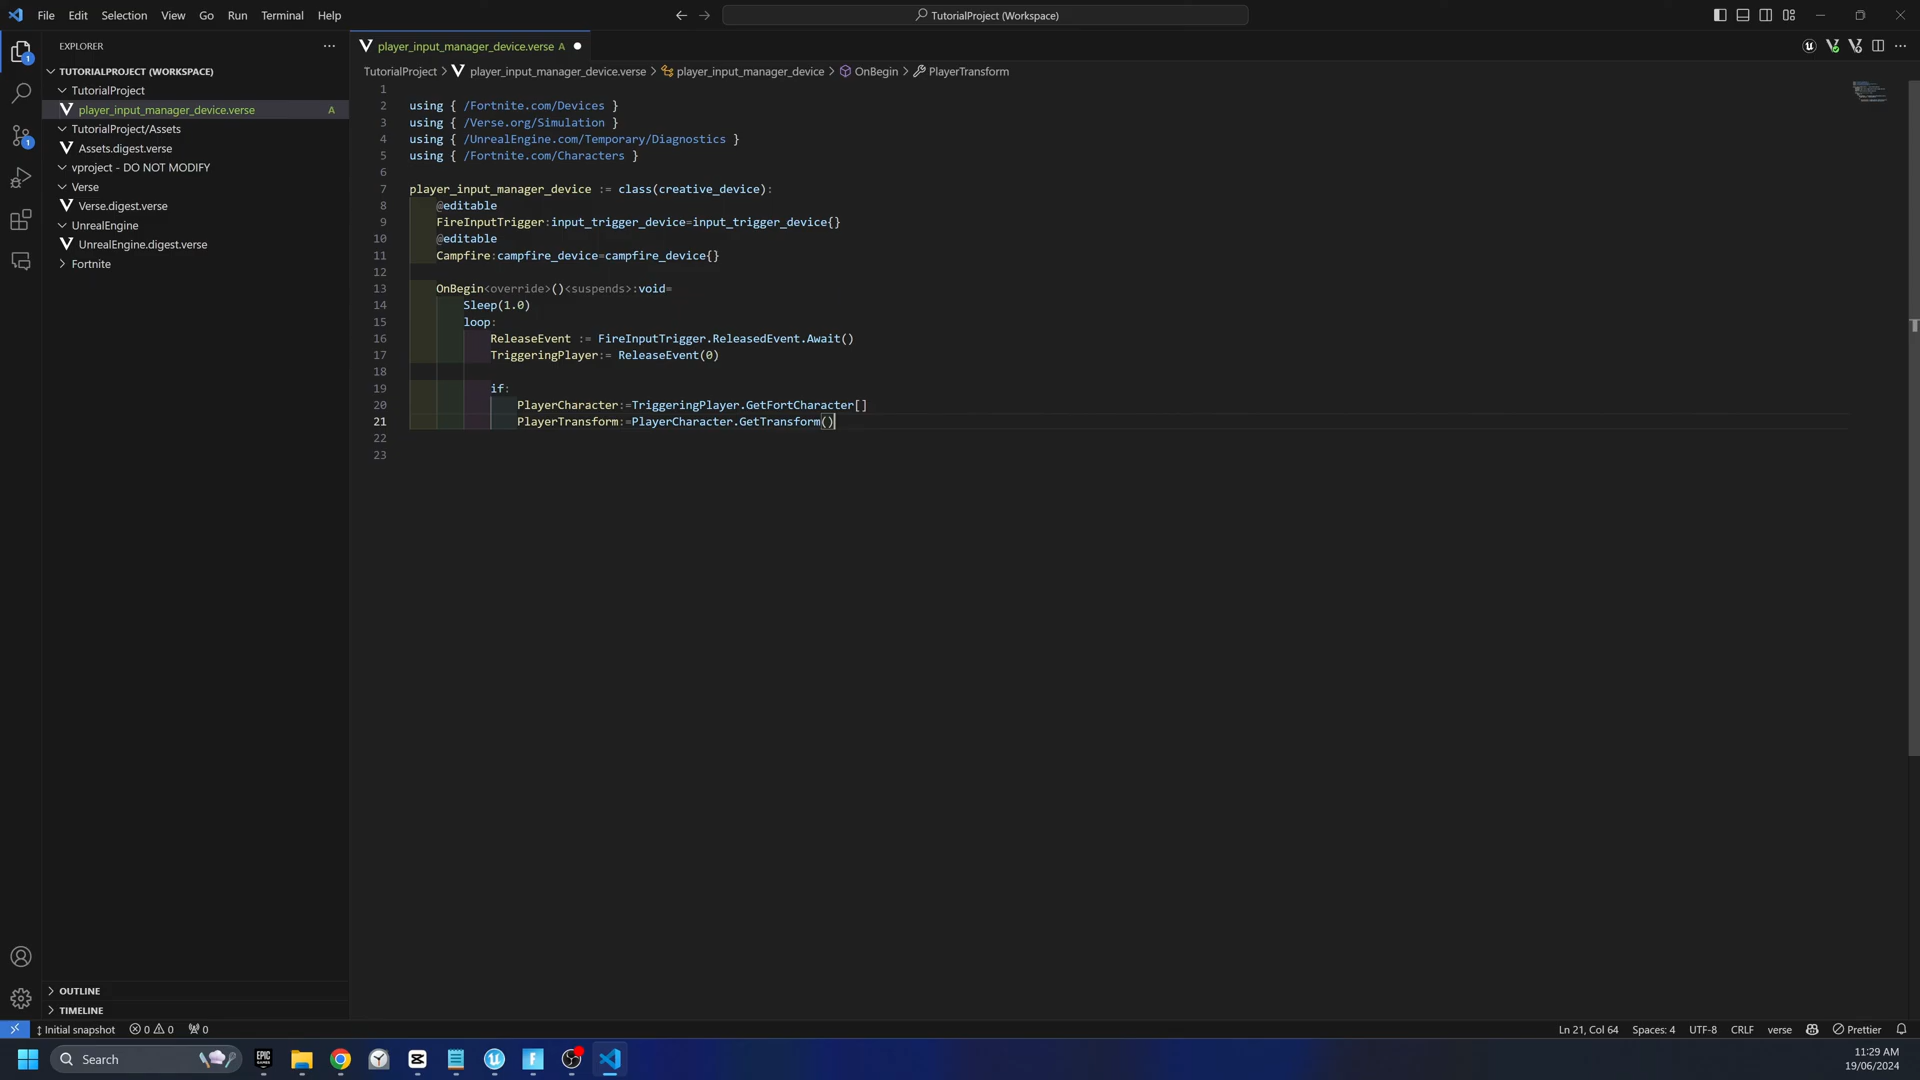 File Edit Selection View Go Run Terminal Help
TutorialProject (Workspace)
EXPLORER
player_input_manager_device.verse A
TUTORIALPROJECT (WORKSPACE)
TutorialProject
player_input_manager_device.verse A
TutorialProject/Assets
Assets.digest.verse
vproject - DO NOT MODIFY
Verse
Verse.digest.verse
UnrealEngine
UnrealEngine.digest.verse
Fortnite
OUTLINE
TIMELINE
TutorialProject > player_input_manager_device.verse > player_input_manager_device > OnBegin > PlayerTransform
1
2 using { /Fortnite.com/Devices }
3 using { /Verse.org/Simulation }
4 using { /UnrealEngine.com/Temporary/Diagnostics }
5 using { /Fortnite.com/Characters }
6
7 player_input_manager_device := class(creative_device):
8 @editable
9 FireInputTrigger:input_trigger_device=input_trigger_device{}
10 @editable
11 Campfire:campfire_device=campfire_device{}
12
13 OnBegin<override>()<suspends>:void=
14 Sleep(1.0)
15 loop:
16 ReleaseEvent := FireInputTrigger.ReleasedEvent.Await()
17 TriggeringPlayer:= ReleaseEvent(0)
18
19 if:
20 PlayerCharacter:=TriggeringPlayer.GetFortCharacter[]
21 PlayerTransform:=PlayerCharacter.GetTransform()
22
23
Initial snapshot 0 0 0 Ln 21, Col 64 Spaces: 4 UTF-8 CRLF verse Prettier
Search
EPIC
11:29 AM
19/06/2024